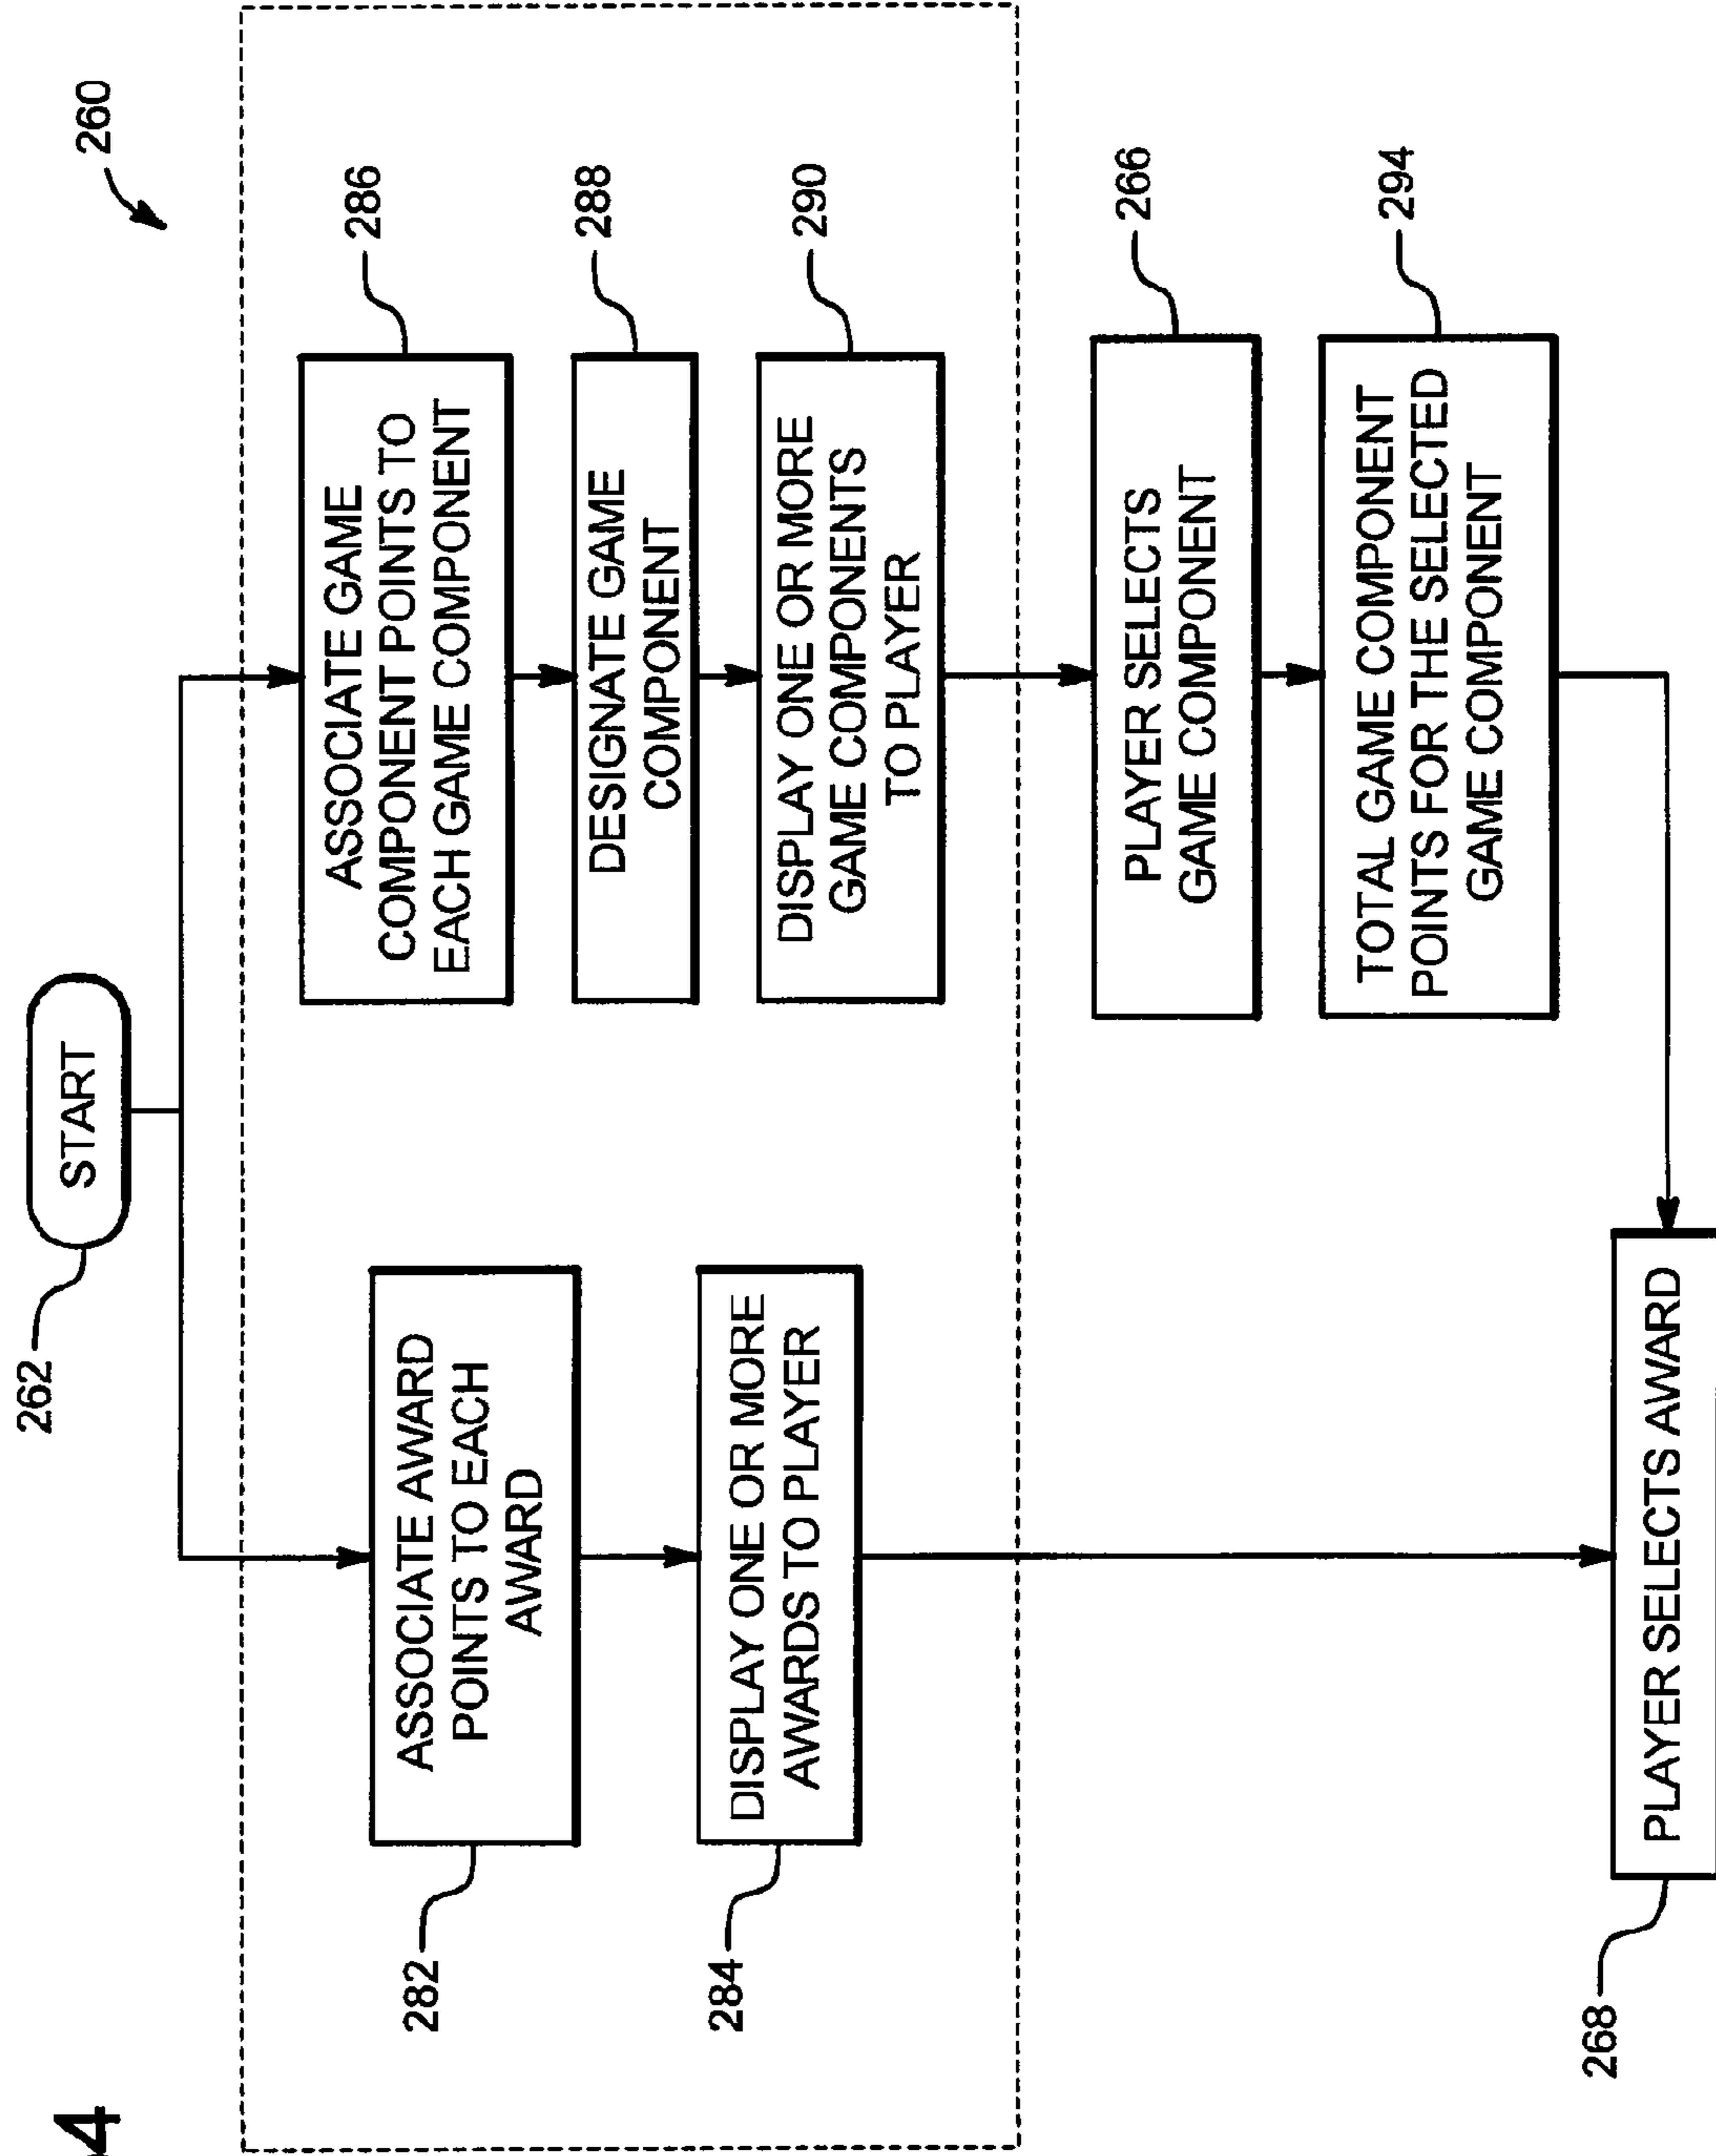 4
260
262
START
282
ASSOCIATE AWARD
POINTS TO EACH
AWARD
284
DISPLAY ONE OR MORE
AWARDS TO PLAYER
286
ASSOCIATE GAME
COMPONENT POINTS TO
EACH GAME COMPONENT
288
DESIGNATE GAME
COMPONENT
290
DISPLAY ONE OR MORE
GAME COMPONENTS
TO PLAYER
266
PLAYER SELECTS
GAME COMPONENT
294
TOTAL GAME COMPONENT
POINTS FOR THE SELECTED
GAME COMPONENT
268
PLAYER SELECTS AWARD